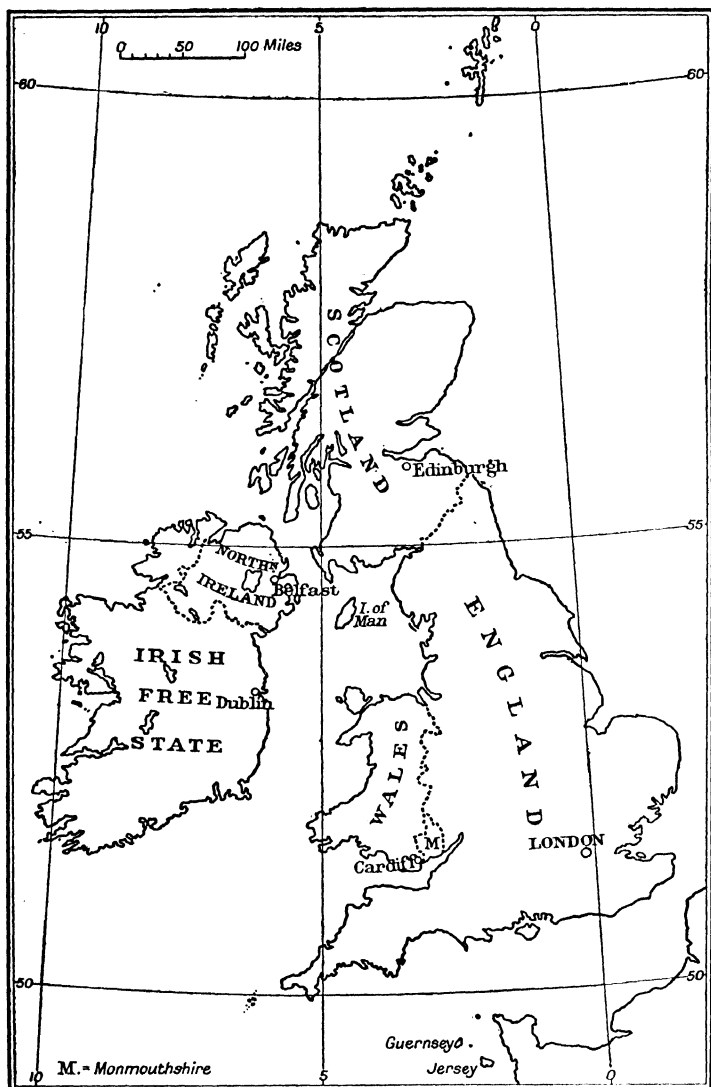 10 5 0
0 50 100 Miles
60 60
SCOTLAND
Edinburgh
55 55
NORTHN
IRELAND
Belfast
I. of
Man
ENGLAND
IRISH
FREE Dublin
STATE
WALES
M
LONDON
Cardiff
50 50
Guernsey
Jersey
M.= Monmouthshire
10 5 0